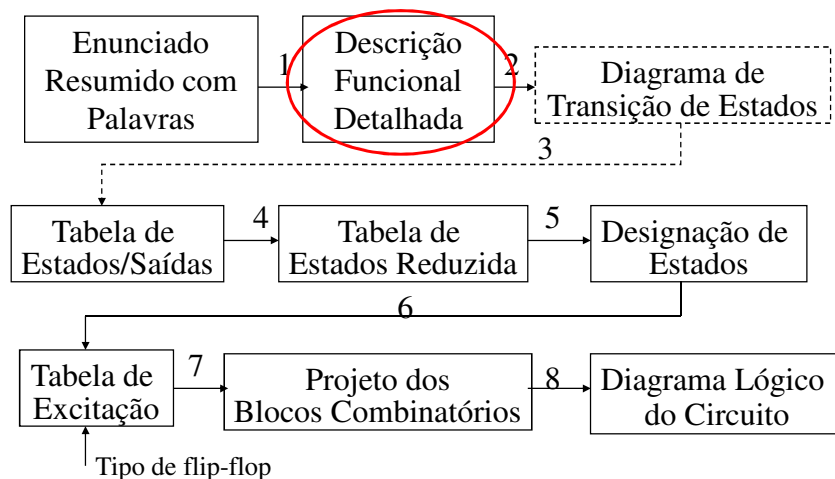 Enunciado
Resumido com
Palavras
1
Descrição
Funcional
Detalhada
2
Diagrama de
Transição de Estados
3
Tabela de
Estados/Saídas
4
Tabela de
Estados Reduzida
5
Designação de
Estados
6
Tabela de
Excitação
7
Projeto dos
Blocos Combinatórios
8
Diagrama Lógico
do Circuito
Tipo de flip-flop